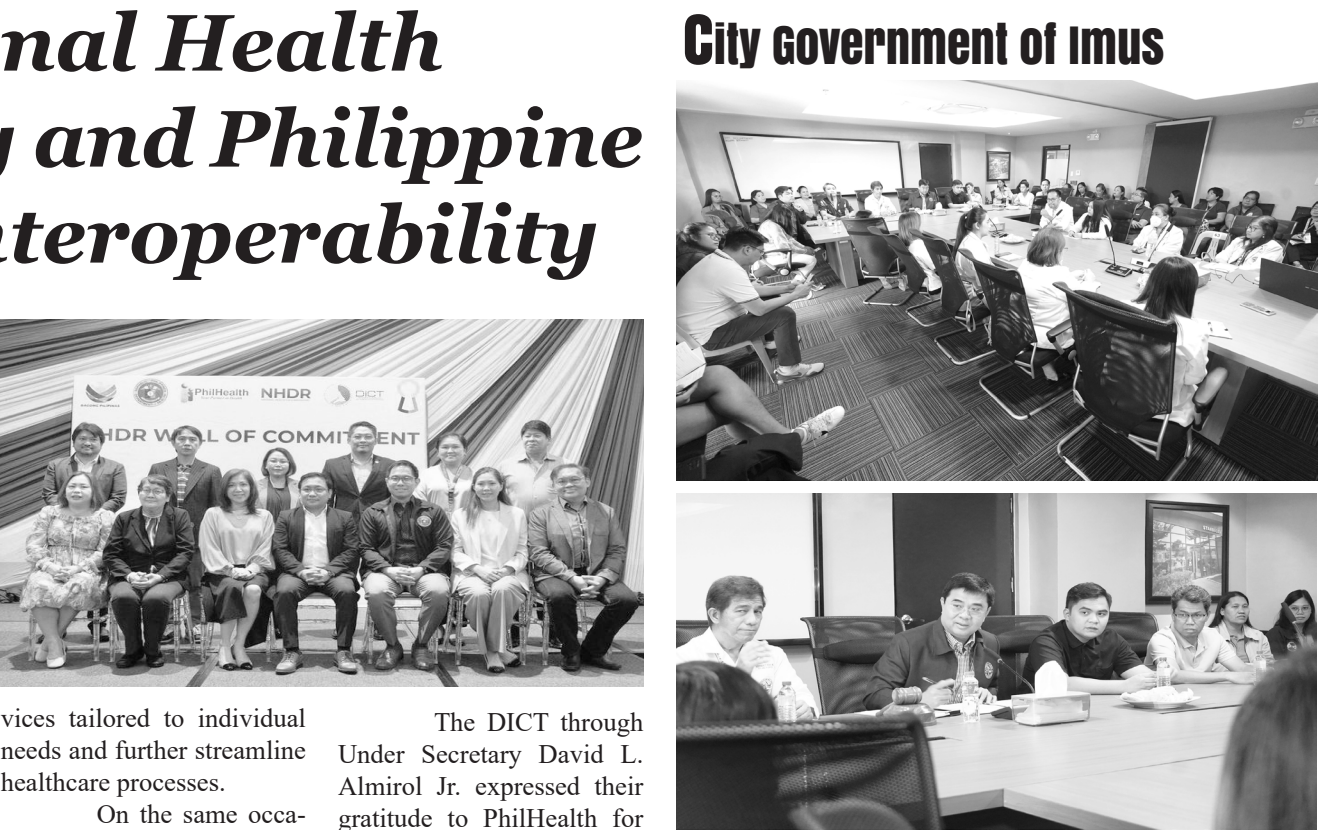 nal Health
y and Philippine
nteroperability
PhilHealth
NHDR
DICT
HDR W LL OF COMMITMENT
vices tailored to individual
needs and further streamline
healthcare processes.
On the same occa-
The DICT through
Under Secretary David L.
Almirol Jr. expressed their
gratitude to PhilHealth for
City Government of Imus